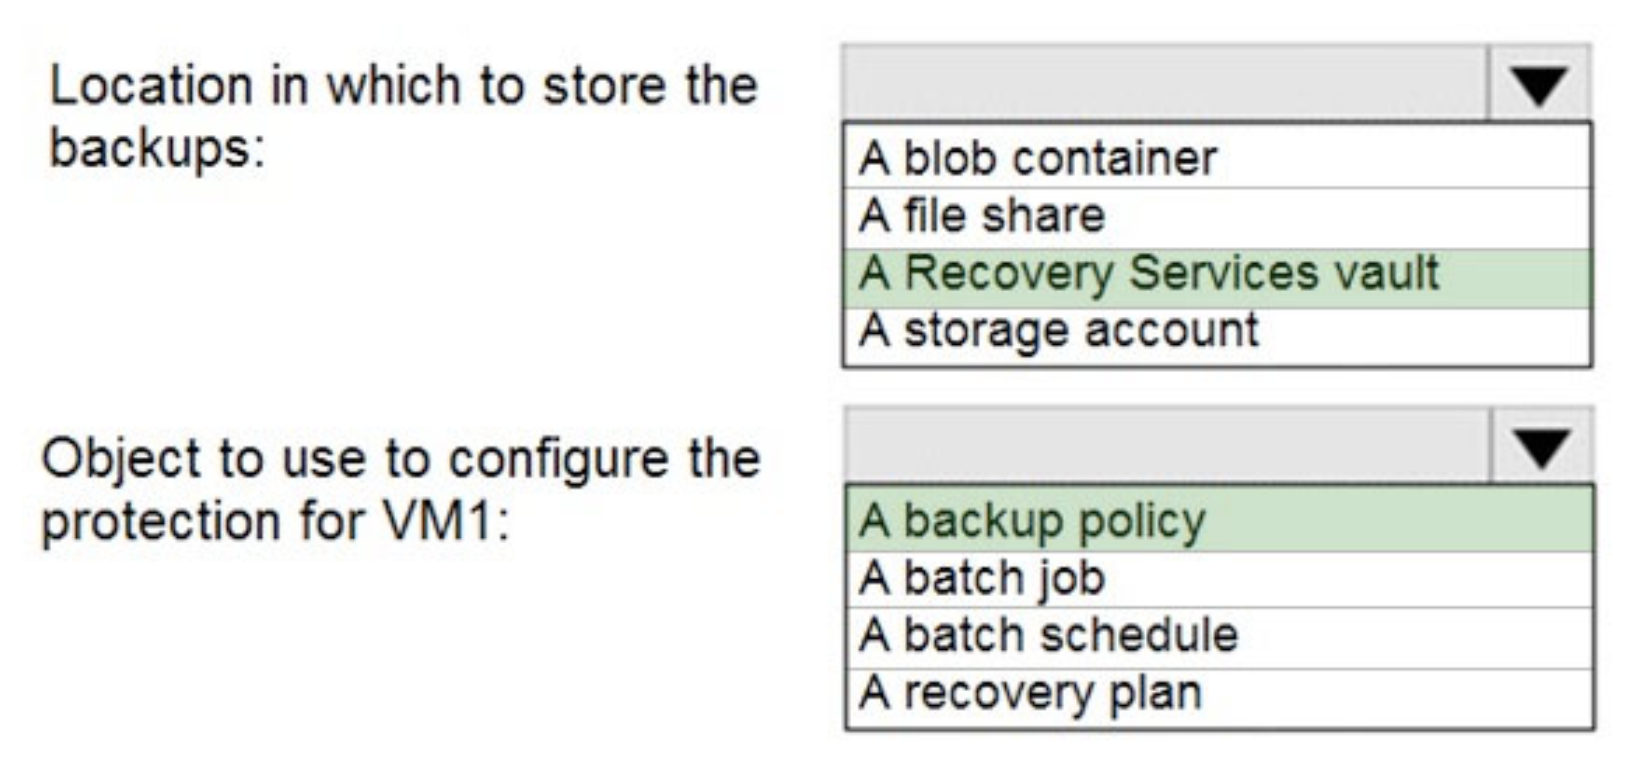 Location in which to store the
backups:
A blob container
A file share
A Recovery Services vault
A storage account
Object to use to configure the
protection for VM1:
A backup policy
A batch job
A batch schedule
A recovery plan